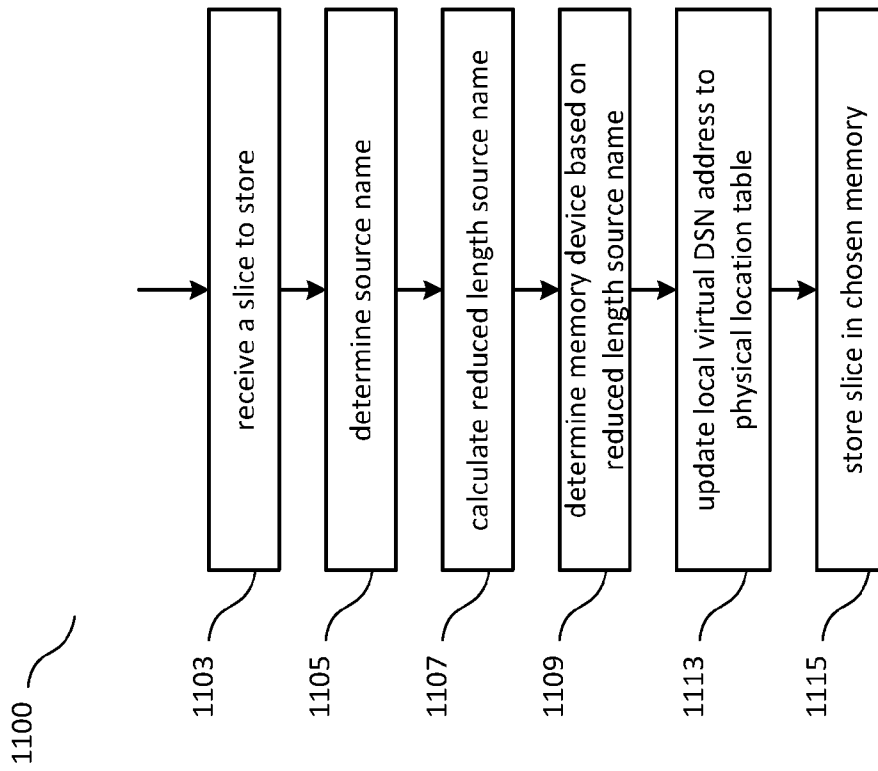 1100
1103
receive a slice to store
1105
determine source name
1107
calculate reduced length source name
1109
determine memory device based on
reduced length source name
1113
update local virtual DSN address to
physical location table
1115
store slice in chosen memory